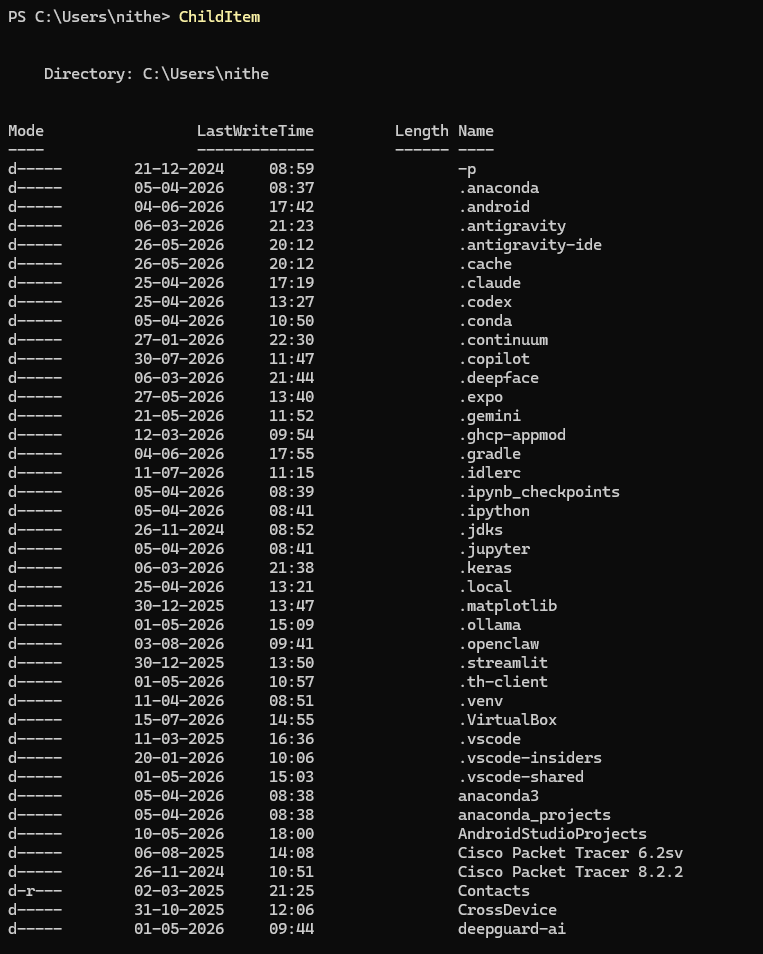 PS C:\Users\nithe> ChildItem
Directory: C:\Users\nithe
Mode                 LastWriteTime         Length Name
----                 -------------         ------ ----
d-----        21-12-2024     08:59                -p
d-----        05-04-2026     08:37                .anaconda
d-----        04-06-2026     17:42                .android
d-----        06-03-2026     21:23                .antigravity
d-----        26-05-2026     20:12                .antigravity-ide
d-----        26-05-2026     20:12                .cache
d-----        25-04-2026     17:19                .claude
d-----        25-04-2026     13:27                .codex
d-----        05-04-2026     10:50                .conda
d-----        27-01-2026     22:30                .continuum
d-----        30-07-2026     11:47                .copilot
d-----        06-03-2026     21:44                .deepface
d-----        27-05-2026     13:40                .expo
d-----        21-05-2026     11:52                .gemini
d-----        12-03-2026     09:54                .ghcp-appmod
d-----        04-06-2026     17:55                .gradle
d-----        11-07-2026     11:15                .idlerc
d-----        05-04-2026     08:39                .ipynb_checkpoints
d-----        05-04-2026     08:41                .ipython
d-----        26-11-2024     08:52                .jdks
d-----        05-04-2026     08:41                .jupyter
d-----        06-03-2026     21:38                .keras
d-----        25-04-2026     13:21                .local
d-----        30-12-2025     13:47                .matplotlib
d-----        01-05-2026     15:09                .ollama
d-----        03-08-2026     09:41                .openclaw
d-----        30-12-2025     13:50                .streamlit
d-----        01-05-2026     10:57                .th-client
d-----        11-04-2026     08:51                .venv
d-----        15-07-2026     14:55                .VirtualBox
d-----        11-03-2025     16:36                .vscode
d-----        20-01-2026     10:06                .vscode-insiders
d-----        01-05-2026     15:03                .vscode-shared
d-----        05-04-2026     08:38                anaconda3
d-----        05-04-2026     08:38                anaconda_projects
d-----        10-05-2026     18:00                AndroidStudioProjects
d-----        06-08-2025     14:08                Cisco Packet Tracer 6.2sv
d-----        26-11-2024     10:51                Cisco Packet Tracer 8.2.2
d-r---        02-03-2025     21:25                Contacts
d-----        31-10-2025     12:06                CrossDevice
d-----        01-05-2026     09:44                deepguard-ai